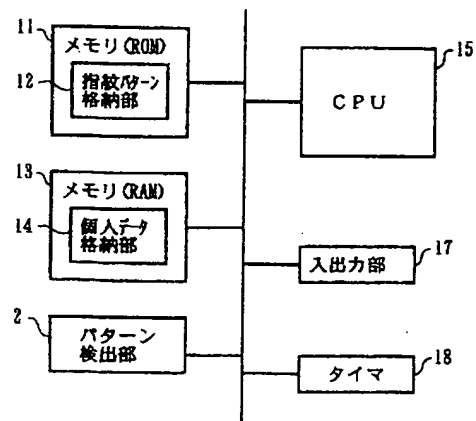 11
メモリ(ROM)
12
指紋パターン
格納部
13
メモリ(RAM)
14
個人データ
格納部
2
パターン
検出部
15
CPU
入出力部
17
タイマ
18